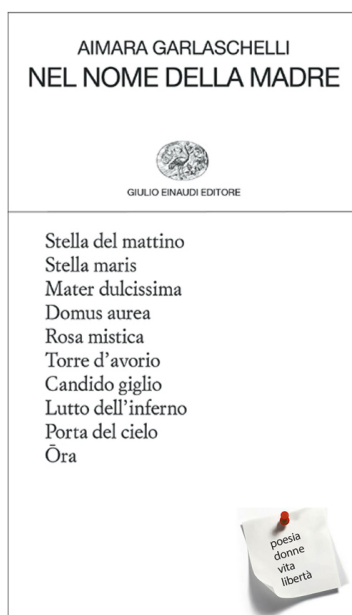 AIMARA GARLASCHELLI
NEL NOME DELLA MADRE
GIULIO EINAUDI EDITORE
Stella del mattino
Stella maris
Mater dulcissima
Domus aurea
Rosa mistica
Torre d’avorio
Candido giglio
Lutto dell’inferno
Porta del cielo
Ōra
poesia
donne
vita
libertà